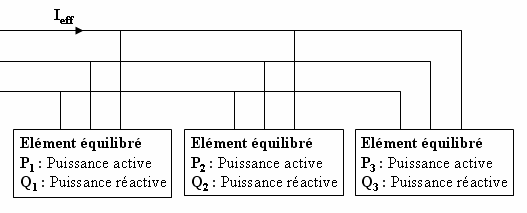 Ieff
Elément équilibré
P1 : Puissance active
Q1 : Puissance réactive
Elément équilibré
P2 : Puissance active
Q2 : Puissance réactive
Elément équilibré
P3 : Puissance active
Q3 : Puissance réactive